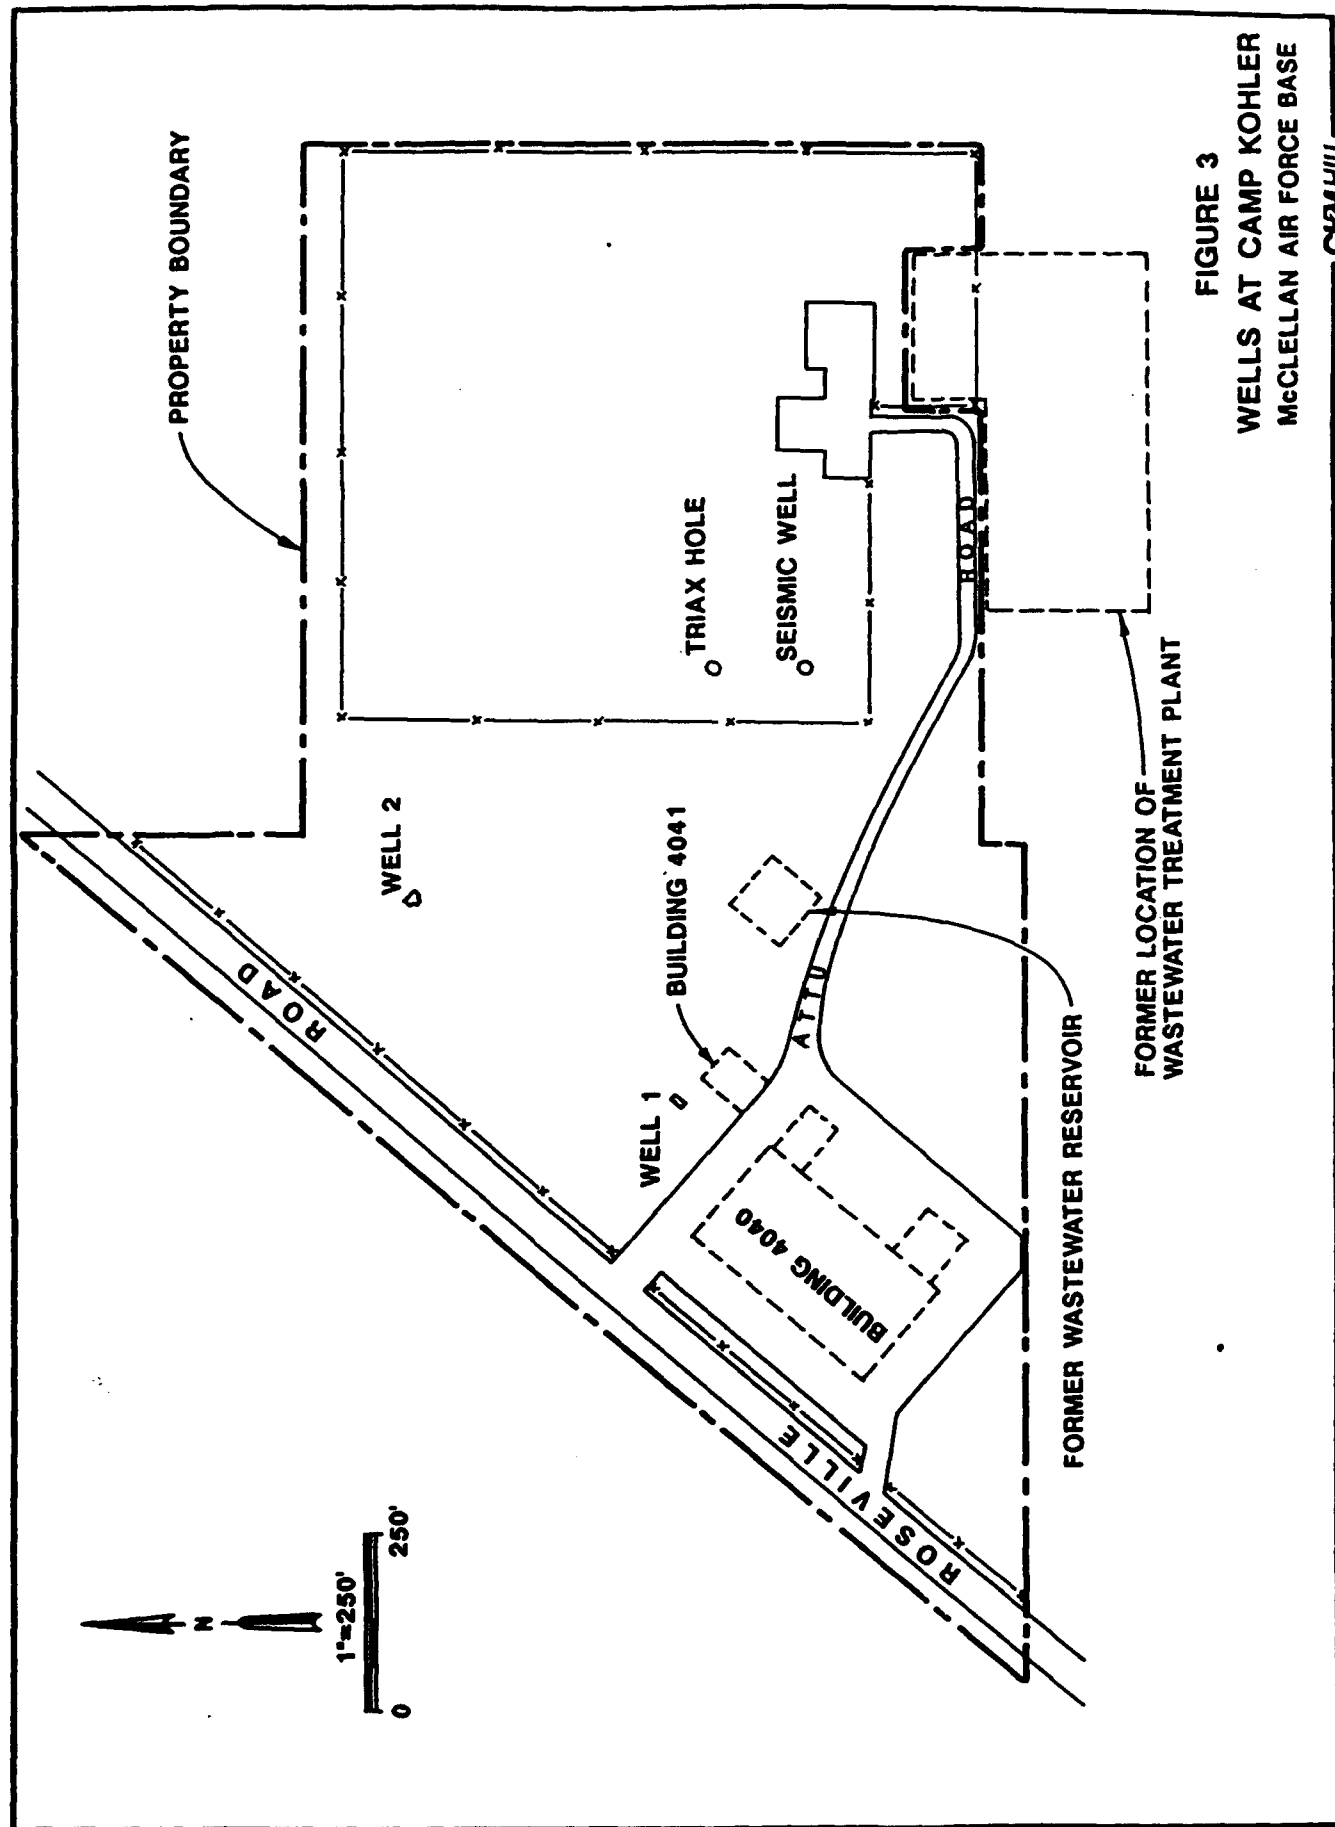 PROPERTY BOUNDARY
ROAD
WELL 2
TRIAX HOLE
SEISMIC WELL
BUILDING 4041
WELL 1
ATTU
ROAD
BUILDING 4040
ROSEVILLE
N
1"=250'
0
250'
FORMER WASTEWATER RESERVOIR
FORMER LOCATION OF
WASTEWATER TREATMENT PLANT
FIGURE 3
WELLS AT CAMP KOHLER
McCLELLAN AIR FORCE BASE
CH2M HILL